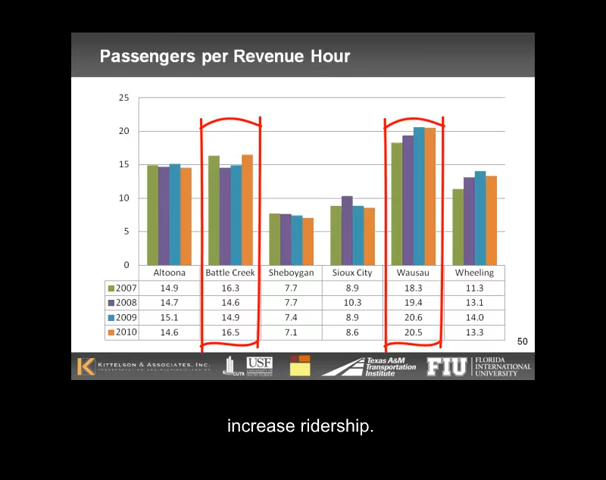 Passengers per Revenue Hour
25
20
15
10
5
0
Altoona Battle Creek Sheboygan Sioux City Wausau Wheeling
2007 14.9 16.3 7.7 8.9 18.3 11.3
2008 14.7 14.6 7.7 10.3 19.4 13.1
2009 15.1 14.9 7.4 8.9 20.6 14.0
2010 14.6 16.5 7.1 8.6 20.5 13.3
50
KITTELSON & ASSOCIATES, INC.
CUTR
USF
Texas A&M
Transportation
Institute
FIU
FLORIDA
INTERNATIONAL
UNIVERSITY
increase ridership.